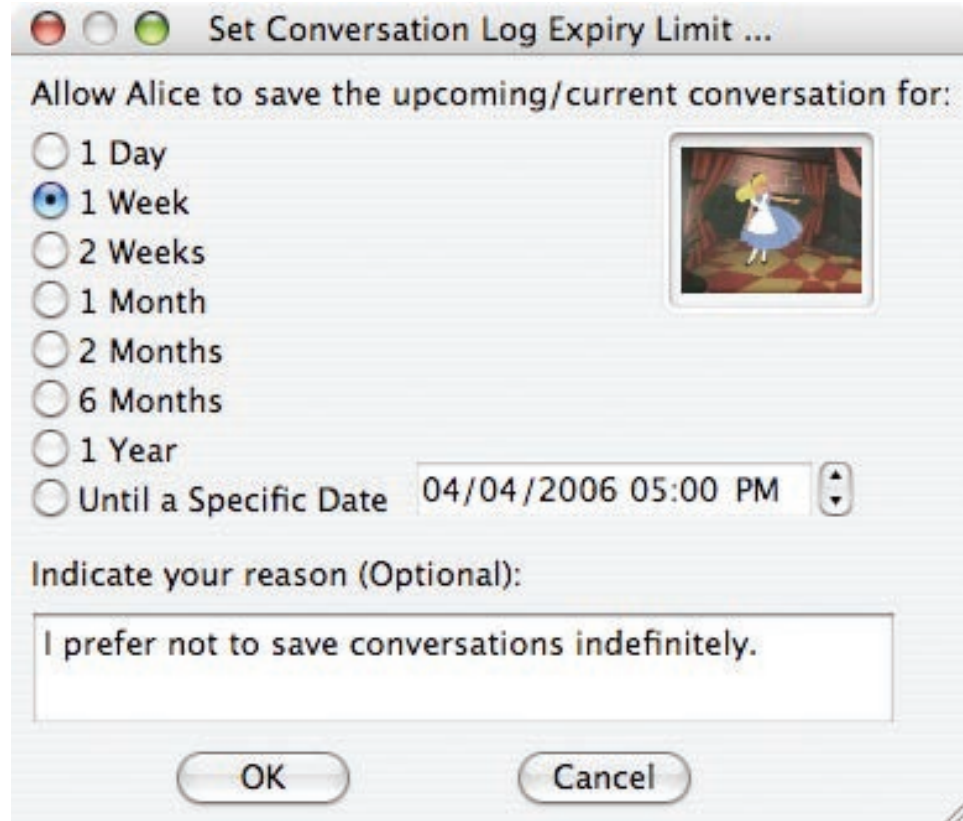 Set Conversation Log Expiry Limit ...
Allow Alice to save the upcoming/current conversation for:
1 Day
1 Week
2 Weeks
1 Month
2 Months
6 Months
1 Year
Until a Specific Date 04/04/2006 05:00 PM
Indicate your reason (Optional):
I prefer not to save conversations indefinitely.
OK Cancel